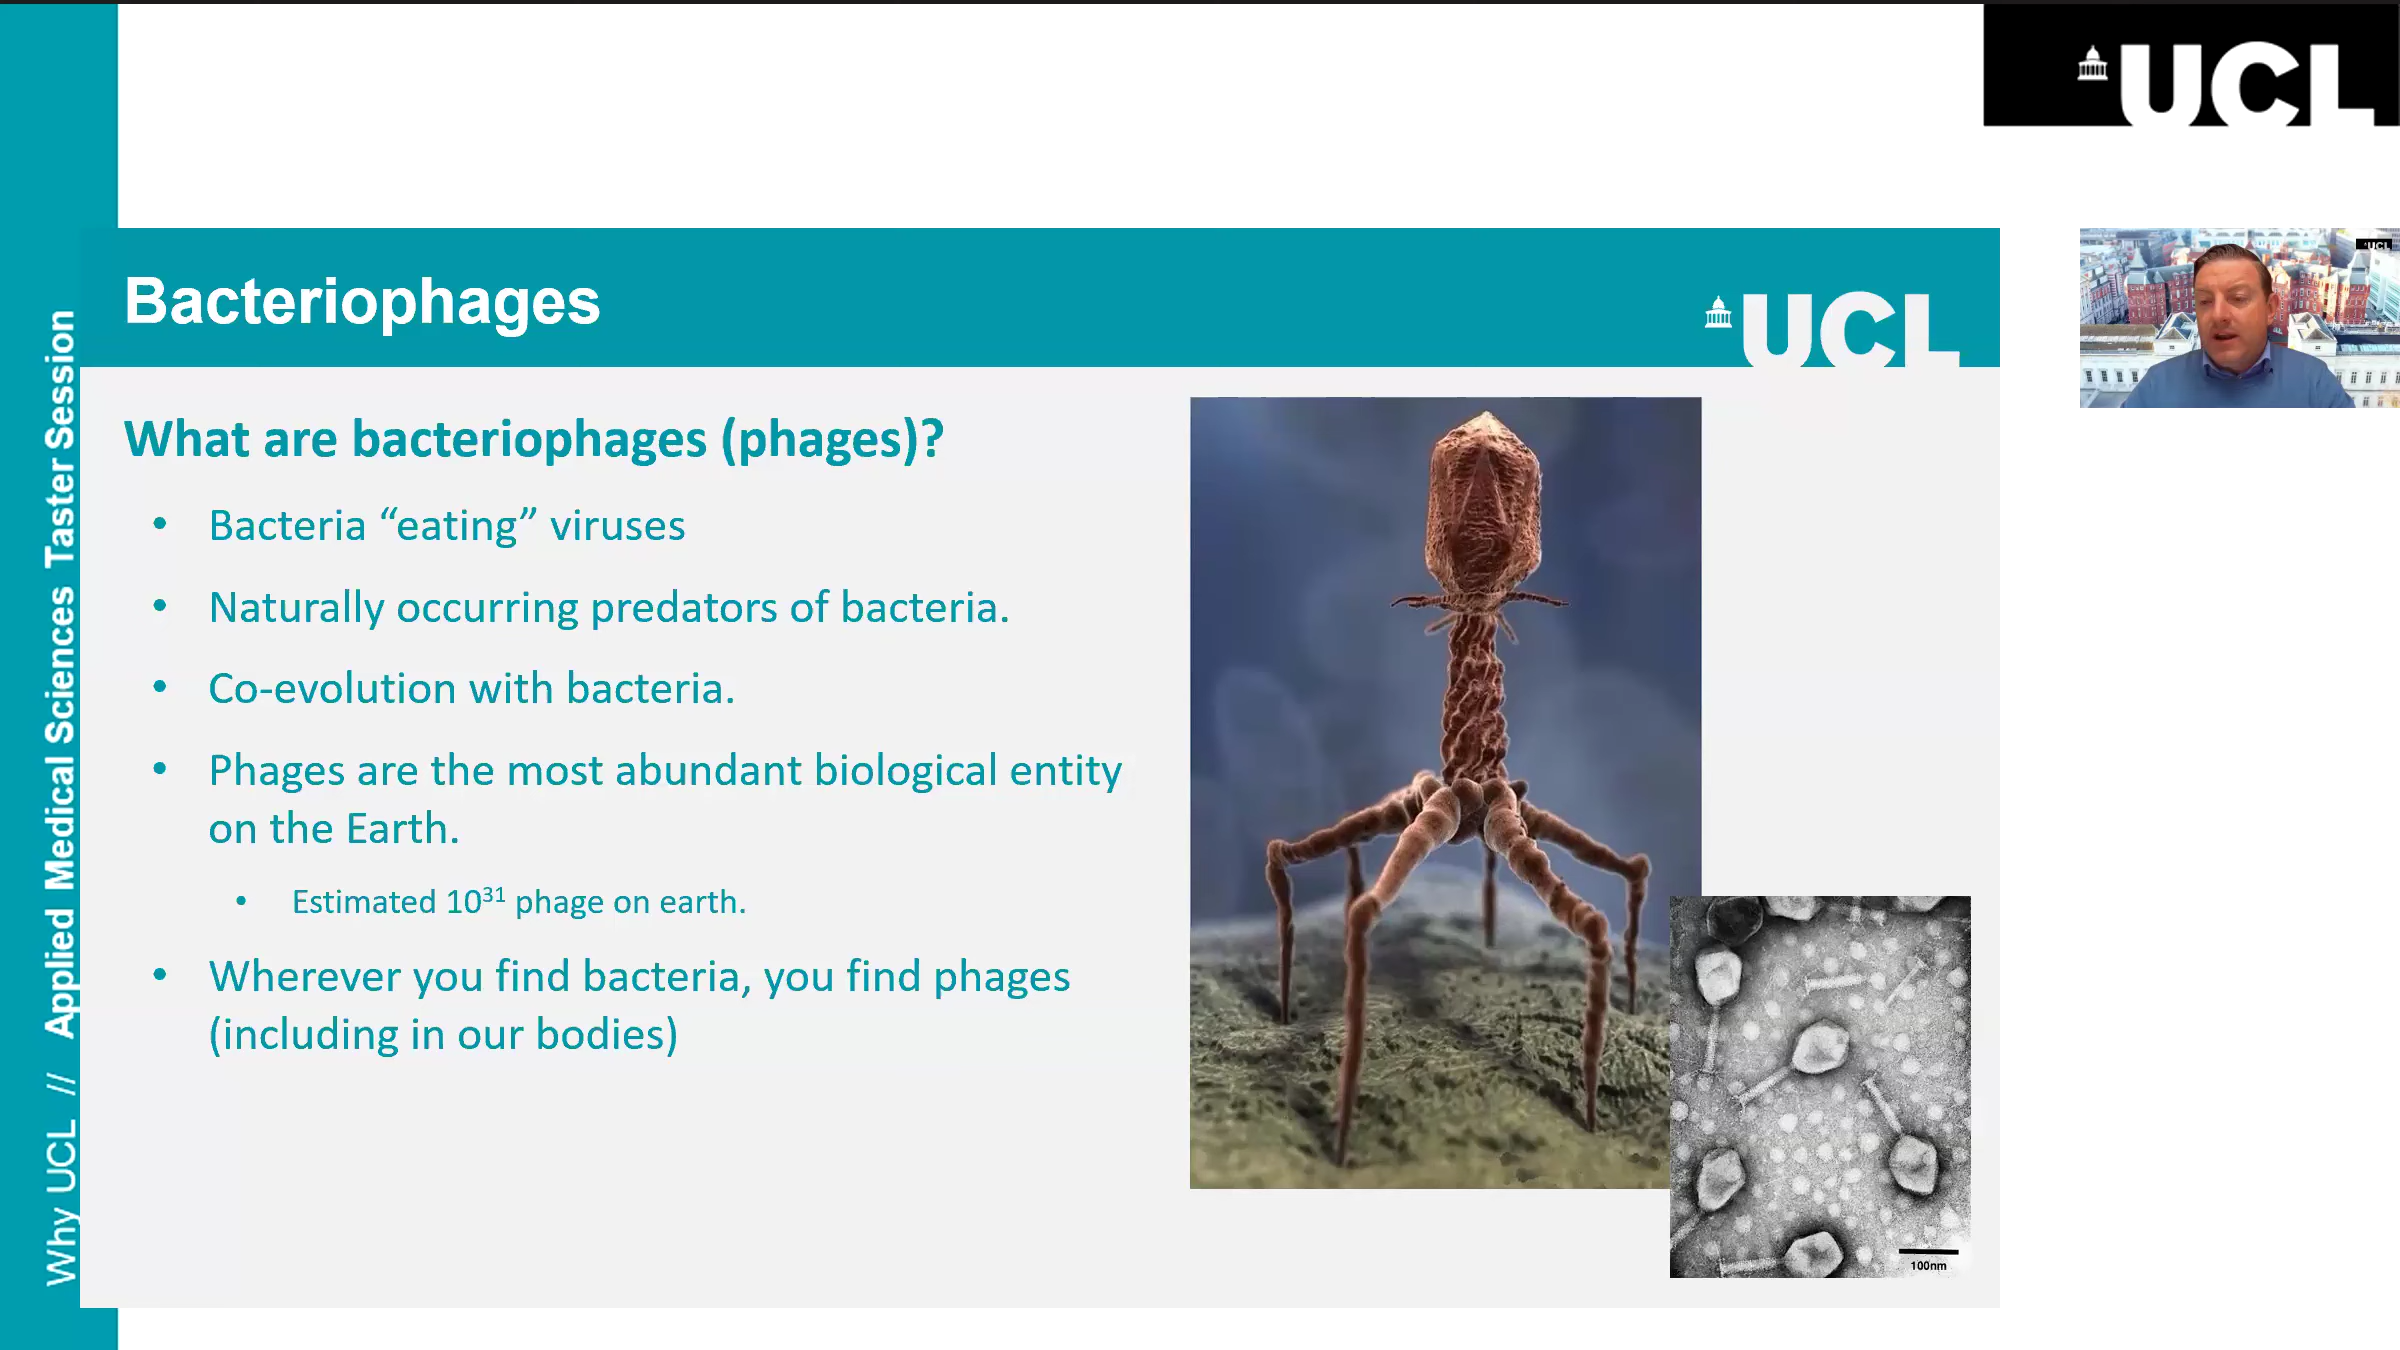 UCL
UCL
Bacteriophages
UCL
What are bacteriophages (phages)?
• Bacteria “eating” viruses
• Naturally occurring predators of bacteria.
• Co-evolution with bacteria.
• Phages are the most abundant biological entity
on the Earth.
• Estimated 10³¹ phage on earth.
• Wherever you find bacteria, you find phages
(including in our bodies)
100nm
Why UCL // Applied Medical Sciences Taster Session